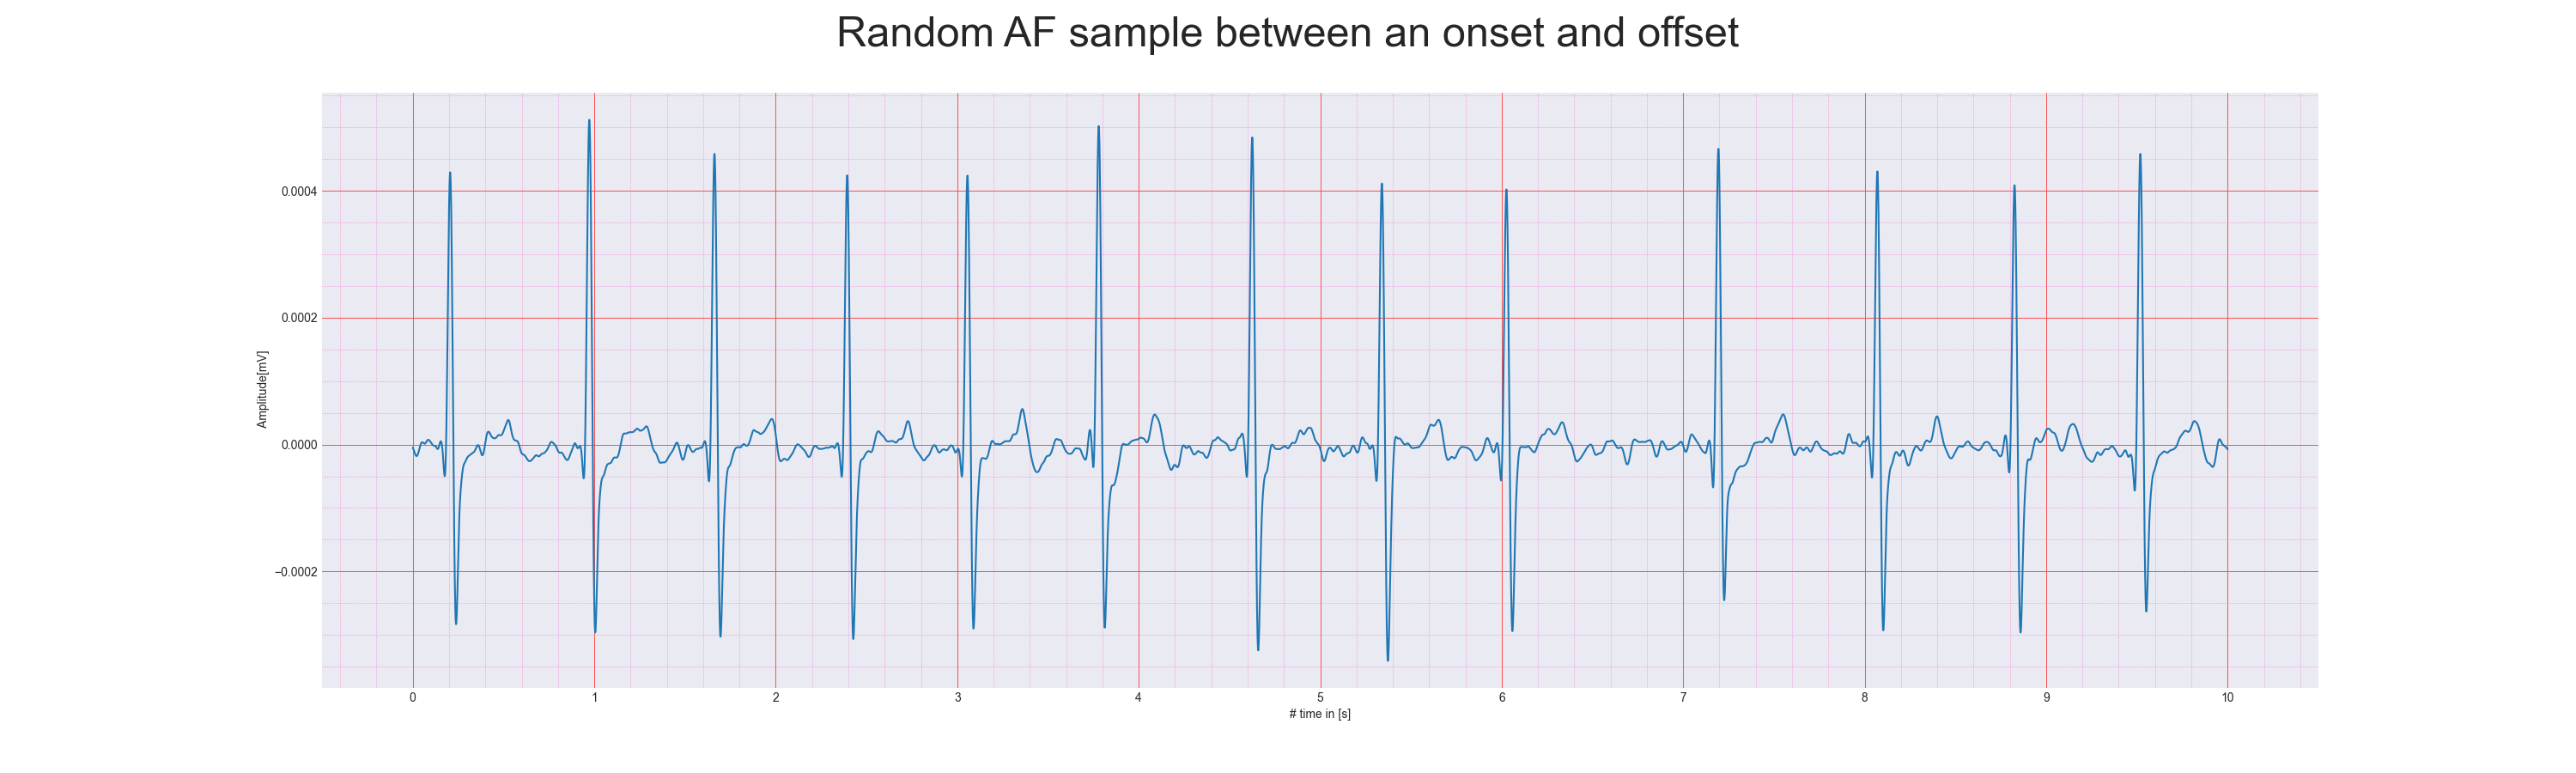 Random AF sample between an onset and offset
0.0004
0.0002
0.0000
−0.0002
Amplitude[mV]
0 1 2 3 4 5 6 7 8 9 10
# time in [s]